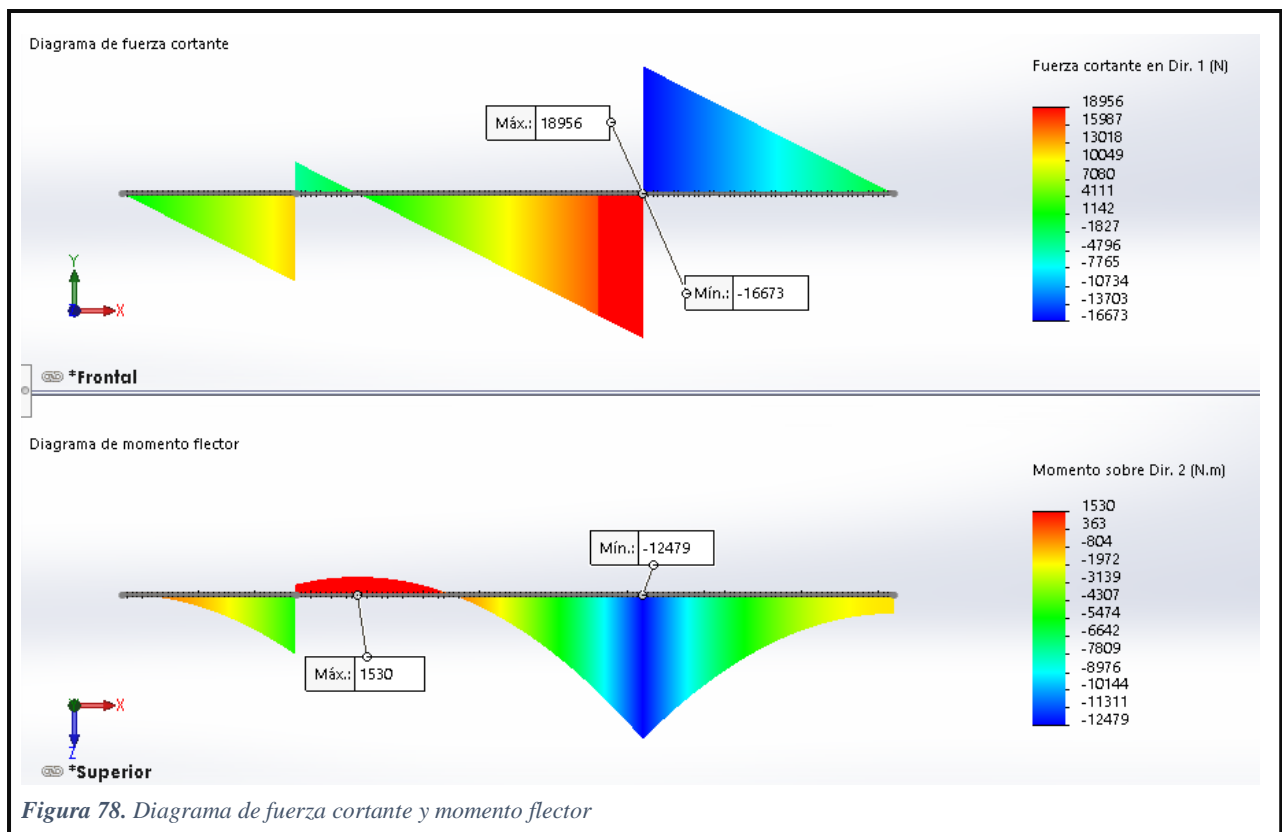 Diagrama de fuerza cortante
Fuerza cortante en Dir. 1 (N)
18956
15987
13018
10049
7080
4111
1142
-1827
-4796
-7765
-10734
-13703
-16673
Máx.: 18956
Mín.: -16673
Y
X
*Frontal
Diagrama de momento flector
Momento sobre Dir. 2 (N.m)
1530
363
-804
-1972
-3139
-4307
-5474
-6642
-7809
-8976
-10144
-11311
-12479
Mín.: -12479
Máx.: 1530
X
Z
*Superior
Figura 78. Diagrama de fuerza cortante y momento flector